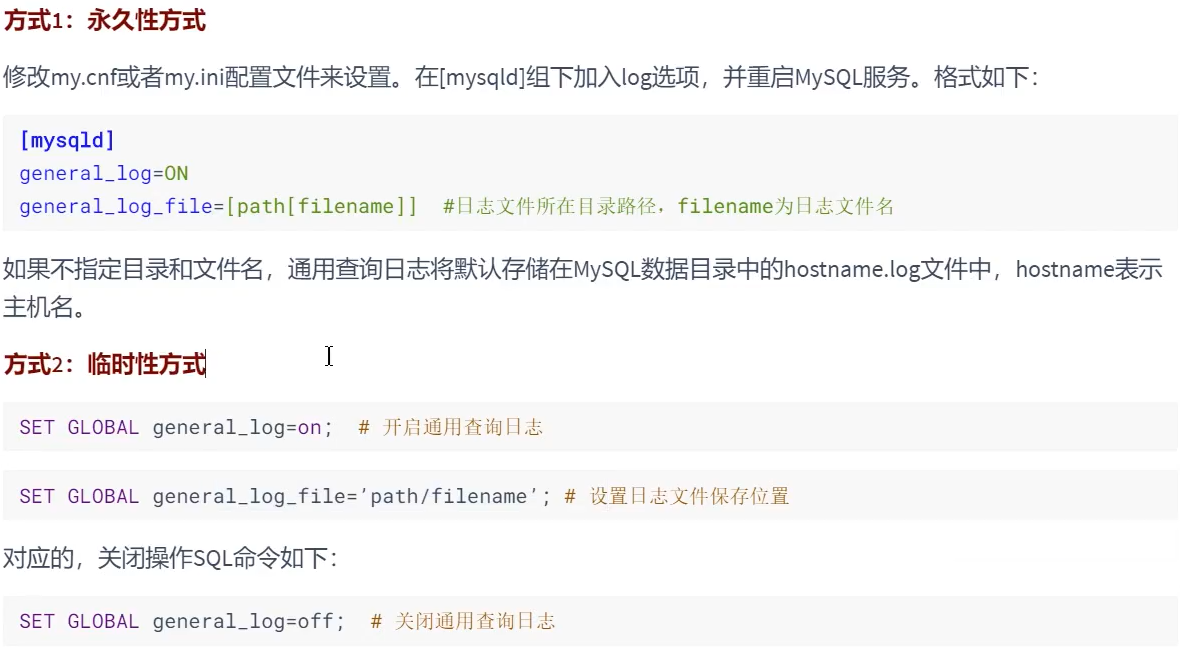 方式1：永久性方式
修改my.cnf或者my.ini配置文件来设置。在[mysqld]组下加入log选项，并重启MySQL服务。格式如下：
[mysqld]
general_log=ON
general_log_file=[path[filename]]  #日志文件所在目录路径，filename为日志文件名
如果不指定目录和文件名，通用查询日志将默认存储在MySQL数据目录中的hostname.log文件中，hostname表示
主机名。
方式2：临时性方式
SET GLOBAL general_log=on;  # 开启通用查询日志
SET GLOBAL general_log_file=’path/filename’; # 设置日志文件保存位置
对应的，关闭操作SQL命令如下：
SET GLOBAL general_log=off;  # 关闭通用查询日志